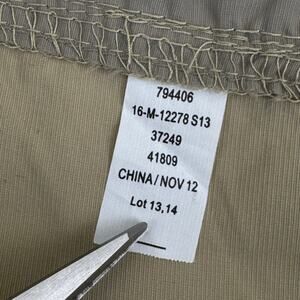 794406
16-M-12278 S13
37249
41809
CHINA/NOV 12
Lot 13,14